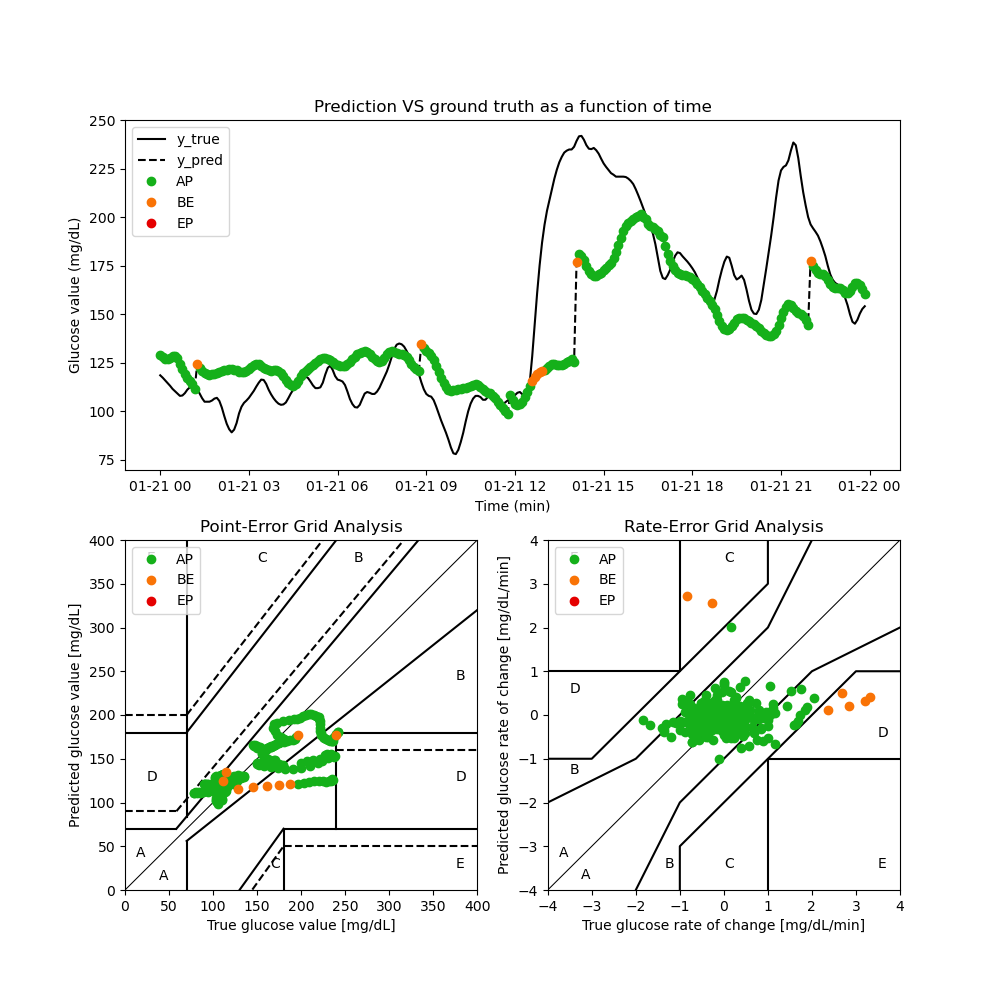 Prediction VS ground truth as a function of time
Glucose value (mg/dL)
250
225
200
175
150
125
100
75
y_true
y_pred
AP
BE
EP
01-21 00 01-21 03 01-21 06 01-21 09 01-21 12 01-21 15 01-21 18 01-21 21 01-22 00
Time (min)
Point-Error Grid Analysis
Predicted glucose value [mg/dL]
400
350
300
250
200
150
100
50
0
AP
BE
EP
C B
B
D D
A
A
C E
0 50 100 150 200 250 300 350 400
True glucose value [mg/dL]
Rate-Error Grid Analysis
Predicted glucose rate of change [mg/dL/min]
4
3
2
1
0
−1
−2
−3
−4
AP
BE
EP
C
D
D
B
A
A
B C E
−4 −3 −2 −1 0 1 2 3 4
True glucose rate of change [mg/dL/min]